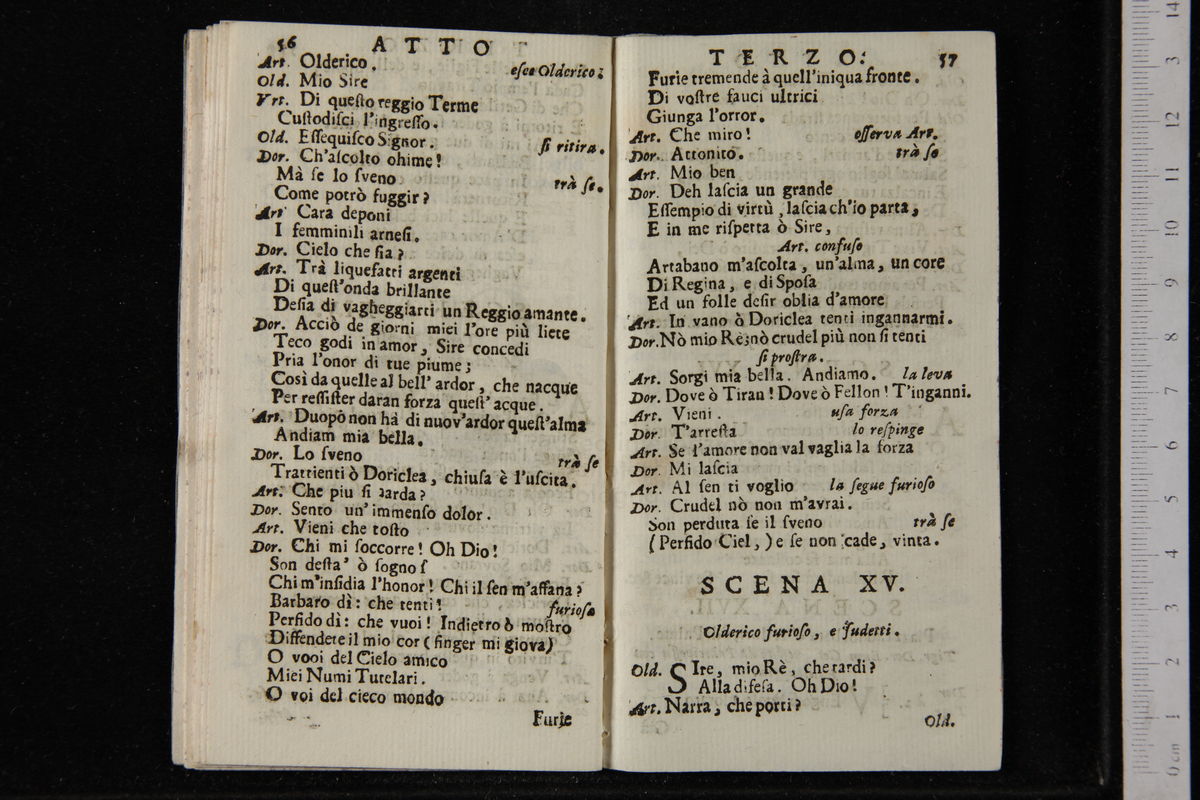 56 ATTO
Art. Olderico. esce Olderico;
Old. Mio Sire
Art. Di queſto reggio Terme
Cuſtodiſci l'ingreſſo.
Old. Eſſequiſco Signor. ſi ritira.
Dor. Ch'aſcolto ohime!
Mà ſe lo ſveno trà ſe.
Come potrò fuggir?
Art Cara deponi
I femminili arneſi.
Dor. Cielo che ſia?
Art. Trà liquefatti argenti
Di queſt'onda brillante
Deſia di vagheggiarti un Reggio amante.
Dor. Acciò de giorni miei l'ore più liete
Teco godi in amor, Sire concedi
Pria l'onor di tue piume;
Così da quelle al bell' ardor, che nacque
Per reſſiſter daran forza queſt' acque.
Art. Duopò non hà di nuov'ardor queſt'alma
Andiam mia bella.
Dor. Lo ſveno trà ſe
Trattienti ò Doriclea, chiuſa è l'uſcita.
Art. Che piu ſi tarda?
Dor. Sento un' immenſo dolor.
Art. Vieni che toſto
Dor. Chi mi ſoccorre! Oh Dio!
Son deſta' ò ſogno ſ
Chi m'inſidia l'honor! Chi il ſen m'affana?
Barbaro dì: che tenti! furioſa
Perfido dì: che vuoi! Indietro ò moſtro
Diffendete il mio cor (finger mi giova)
O vooi del Cielo amico
Miei Numi Tutelari.
O voi del cieco mondo
Furie
TERZO: 57
Furie tremende à quell'iniqua fronte.
Di voſtre fauci ultrici
Giunga l'orror.
Art. Che miro! oſſerva Art.
Dor. Attonito. trà ſe
Art. Mio ben
Dor. Deh laſcia un grande
Eſſempio di virtù, laſcia ch'io parta,
E in me riſpetta ò Sire,
Art. confuſo
Artabano m'aſcolta, un'alma, un core
Di Regina, e di Spoſa
Ed un folle deſir oblia d'amore
Art. In vano ò Doriclea tenti ingannarmi.
Dor. Nò mio Rè; nò crudel più non ſi tenti
ſi proſtra.
Art. Sorgi mia bella. Andiamo. la leva
Dor. Dove ò Tiran! Dove ò Fellon! T'inganni.
Art. Vieni. uſa forza
Dor. T'arreſta lo reſpinge
Art. Se l'amore non val vaglia la forza
Dor. Mi laſcia
Art. Al ſen ti voglio la ſegue furioſo
Dor. Crudel nò non m'avrai.
Son perduta ſe il ſveno trà ſe
(Perfido Ciel,) e ſe non cade, vinta.
SCENA XV.
Olderico furioſo, e ſudetti.
Old. SIre, mio Rè, che tardi?
Alla difeſa. Oh Dio!
Art. Narra, che porti?
Old.